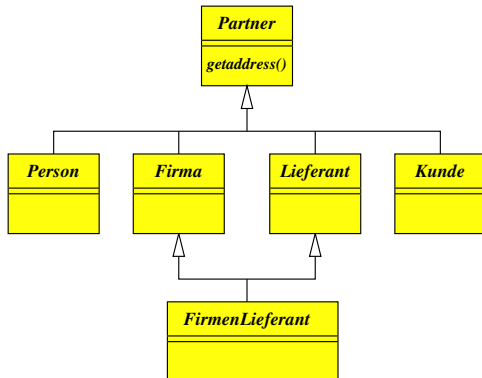 Partner
getaddress()
Person
Firma
Lieferant
Kunde
FirmenLieferant